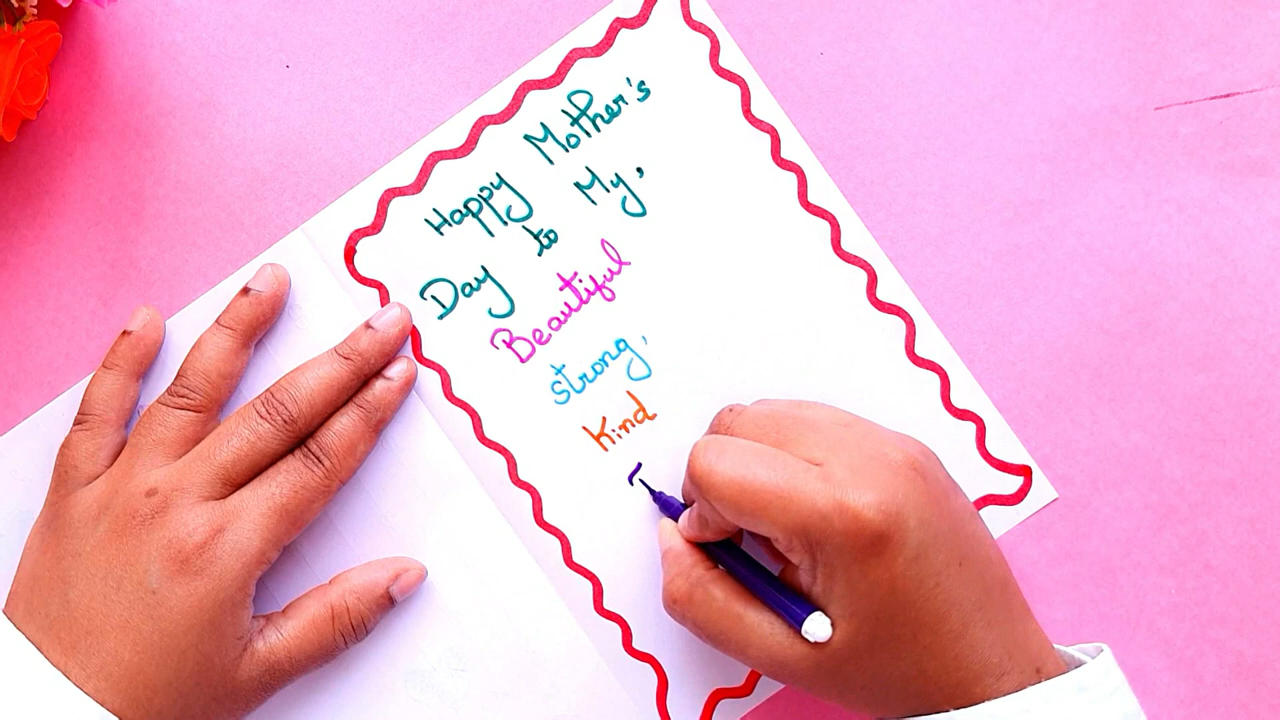 Happy Mother's
Day to My,
Beautiful
strong,
Kind